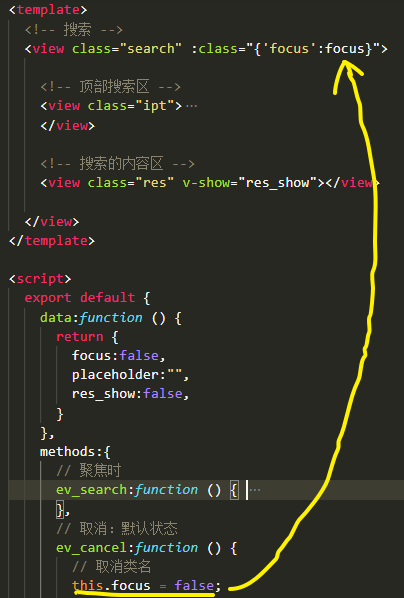 <template>
<!-- 搜索 -->
<view class="search" :class="{'focus':focus}">
<!-- 顶部搜索区 -->
<view class="ipt">…
</view>
<!-- 搜索的内容区 -->
<view class="res" v-show="res_show"></view>
</view>
</template>
<script>
export default {
data:function () {
return {
focus:false,
placeholder:"",
res_show:false,
}
},
methods:{
// 聚焦时
ev_search:function () { …
},
// 取消：默认状态
ev_cancel:function () {
// 取消类名
this.focus = false;